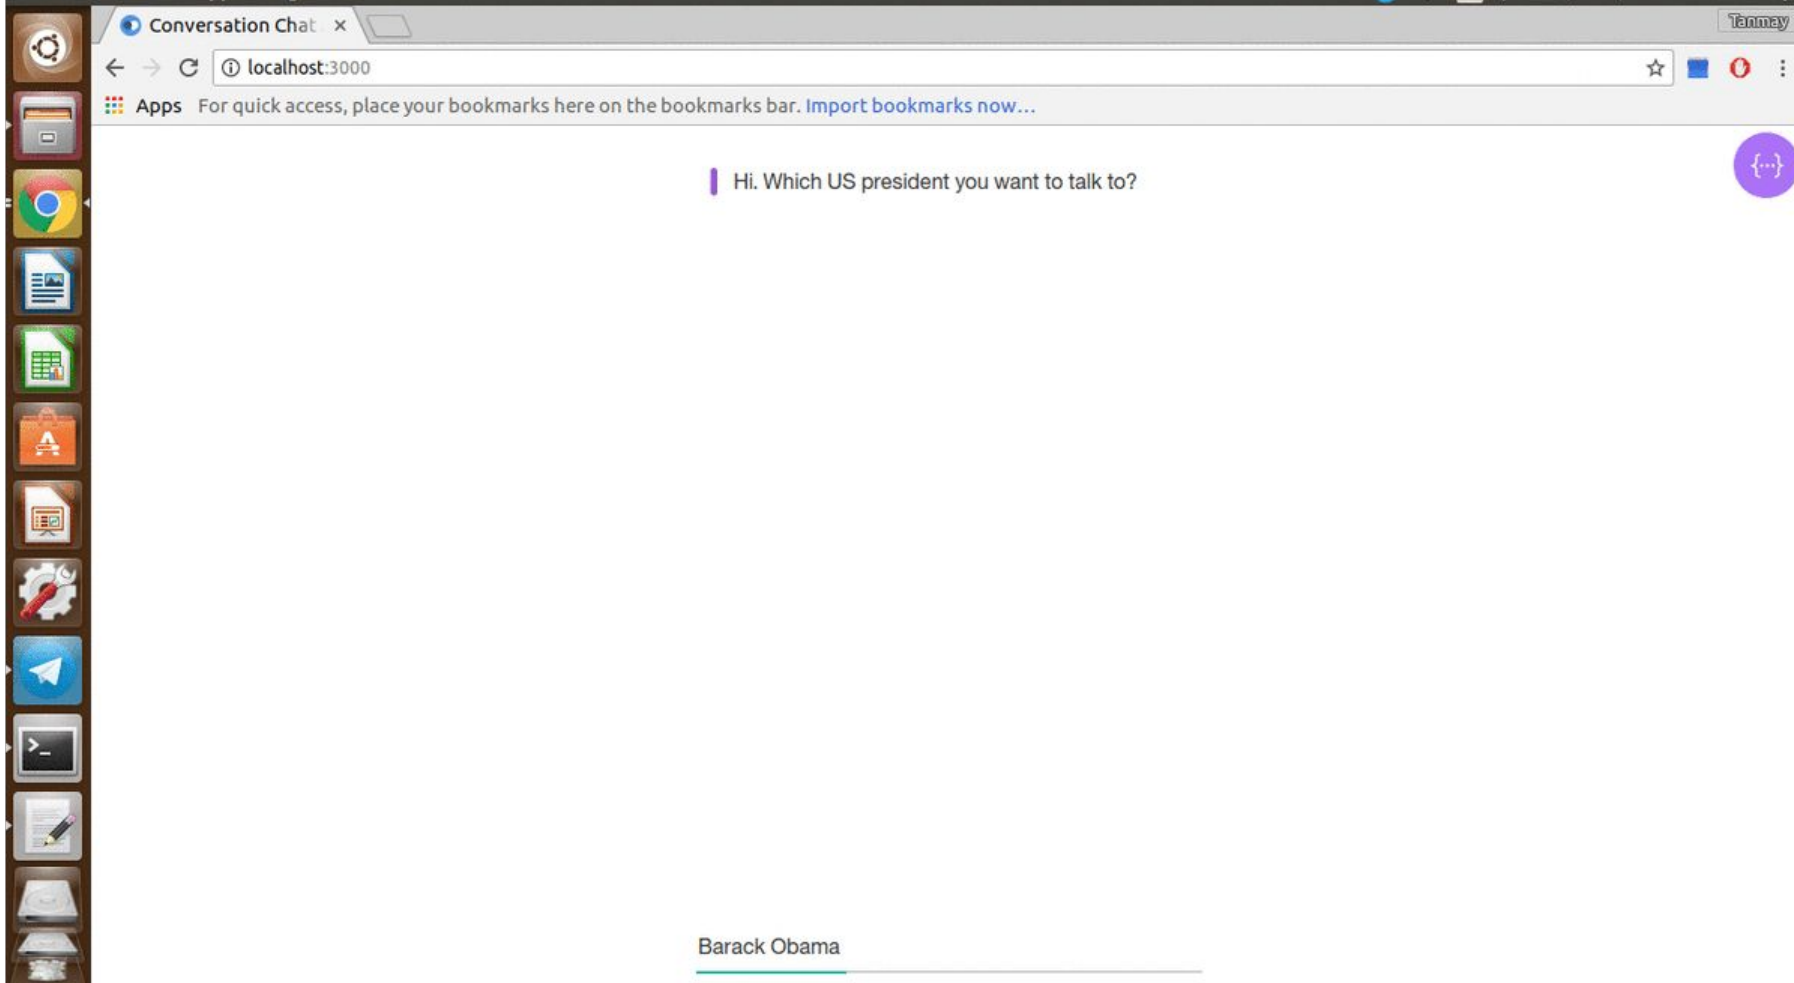 Conversation Chat
Tanmay
localhost:3000
Apps For quick access, place your bookmarks here on the bookmarks bar. Import bookmarks now...
Hi. Which US president you want to talk to?
{...}
Barack Obama